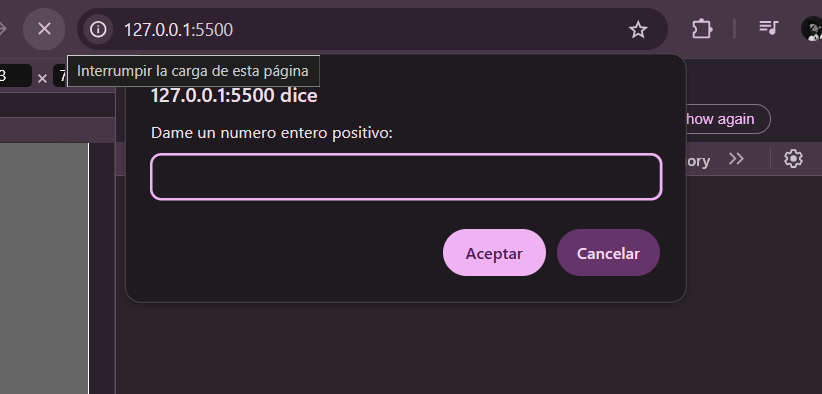 127.0.0.1:5500
3 × 7
Interrumpir la carga de esta página
127.0.0.1:5500 dice
how again
Dame un numero entero positivo:
ory
Aceptar
Cancelar